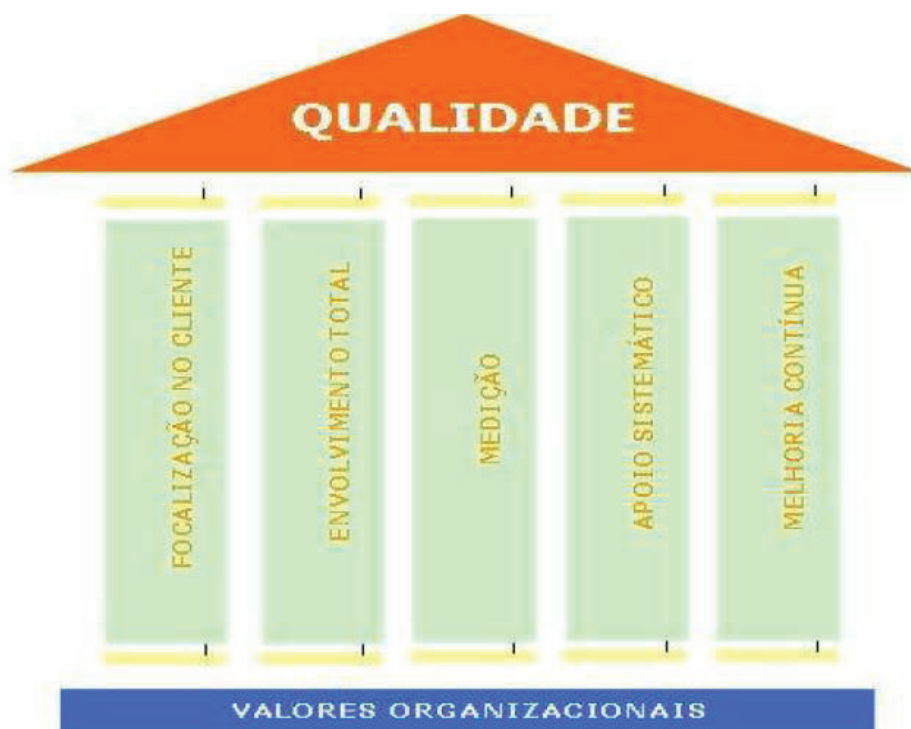 QUALIDADE
FOCALIZAÇÃO NO CLIENTE
ENVOLVIMENTO TOTAL
MEDIÇÃO
APOIO SISTEMÁTICO
MELHORIA CONTÍNUA
VALORES ORGANIZACIONAIS